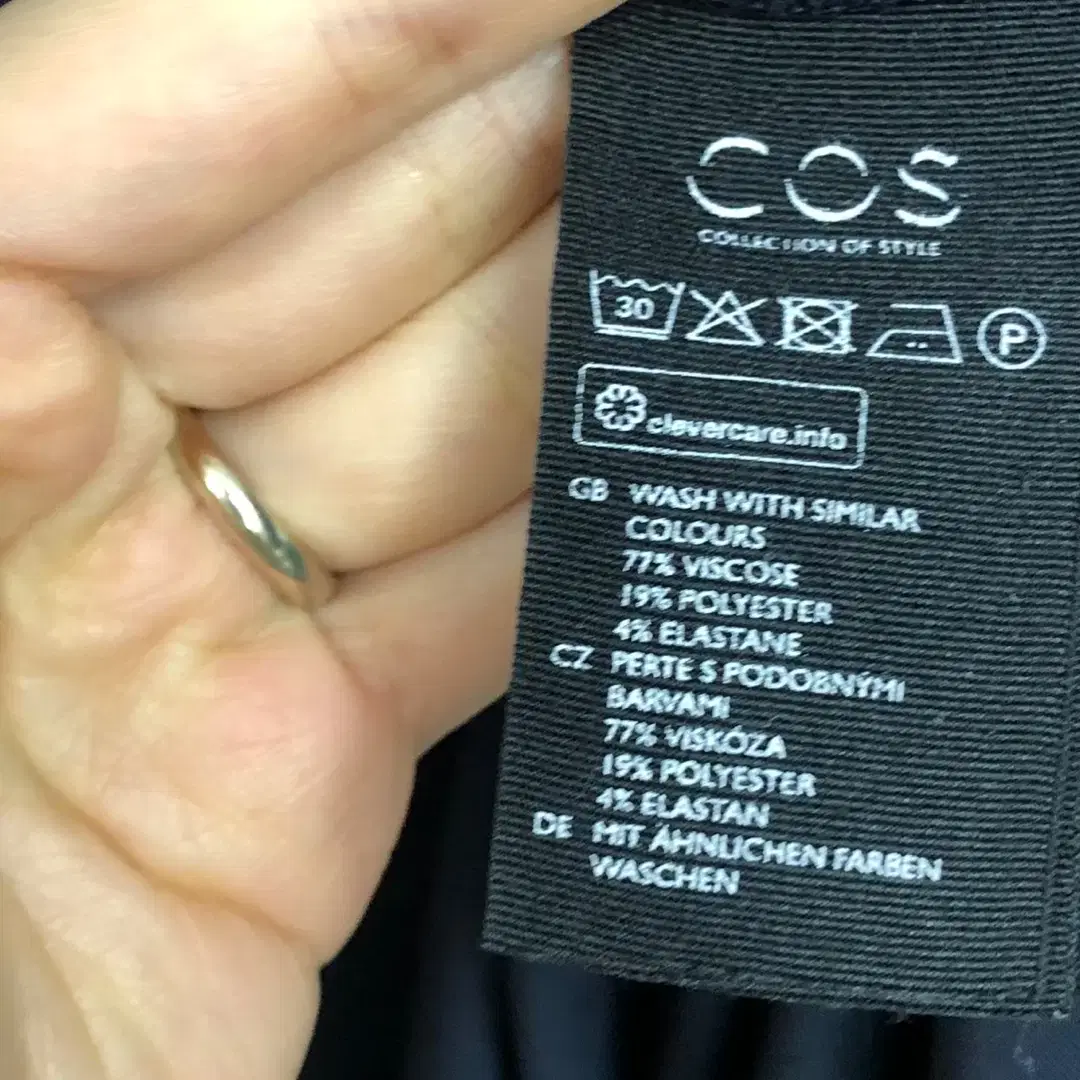 COS
COLLECTION OF STYLE
30
P
clevercare.info
GB WASH WITH SIMILAR
COLOURS
77% VISCOSE
19% POLYESTER
4% ELASTANE
CZ PERTE S PODOBNÝMI
BARVAMI
77% VISKÓZA
19% POLYESTER
4% ELASTAN
DE MIT ÄHNLICHEN FARBEN
WASCHEN